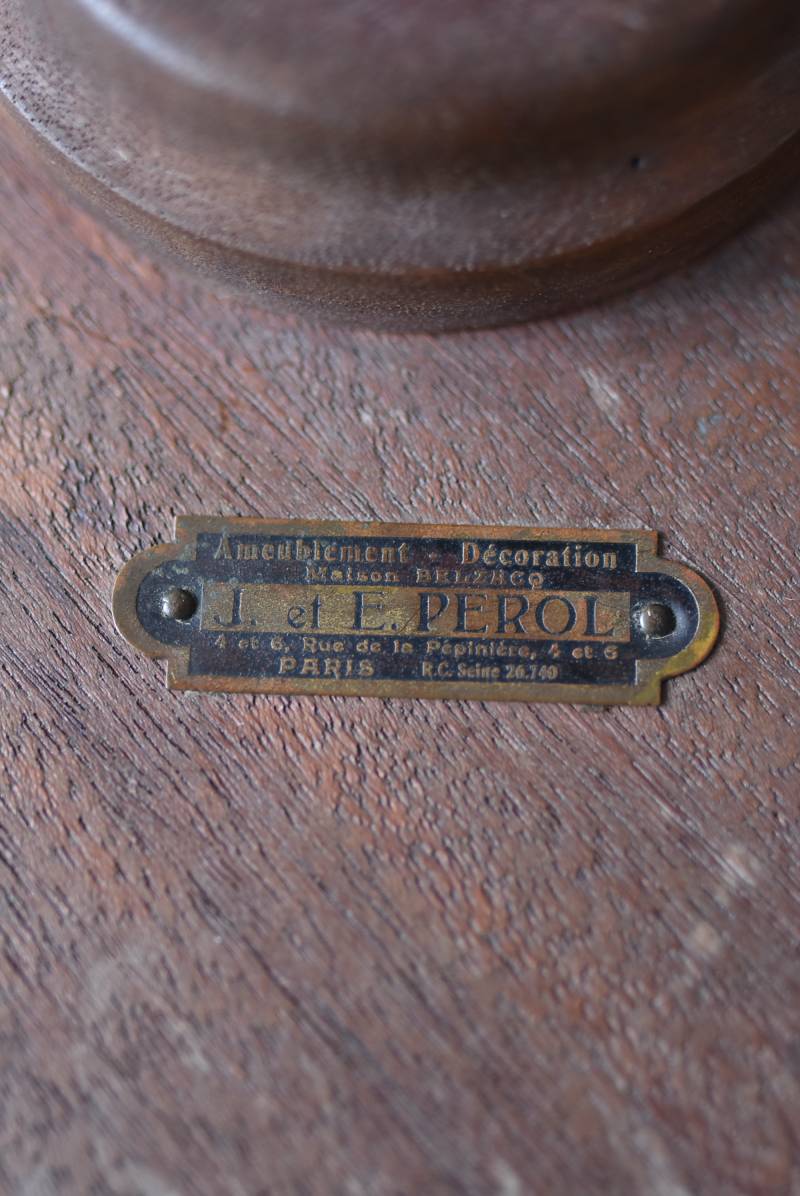 Ameublement - Décoration
Maison BELZACQ
J. et E. PEROL
4 et 6, Rue de la Pépinière, 4 et 6
PARIS R.C. Seine 26.740